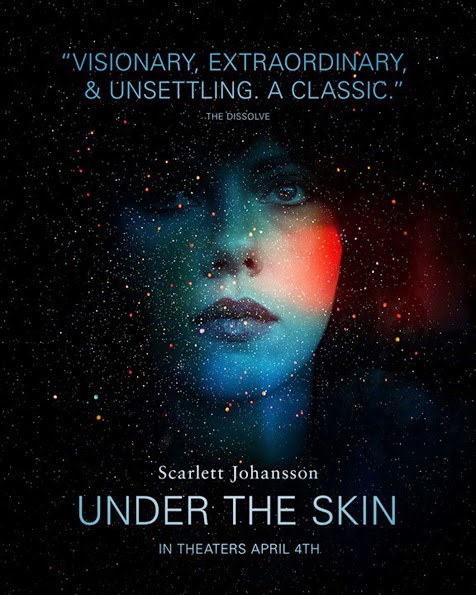 “VISIONARY, EXTRAORDINARY,
& UNSETTLING. A CLASSIC.”
THE DISSOLVE
Scarlett Johansson
UNDER THE SKIN
IN THEATERS APRIL 4TH